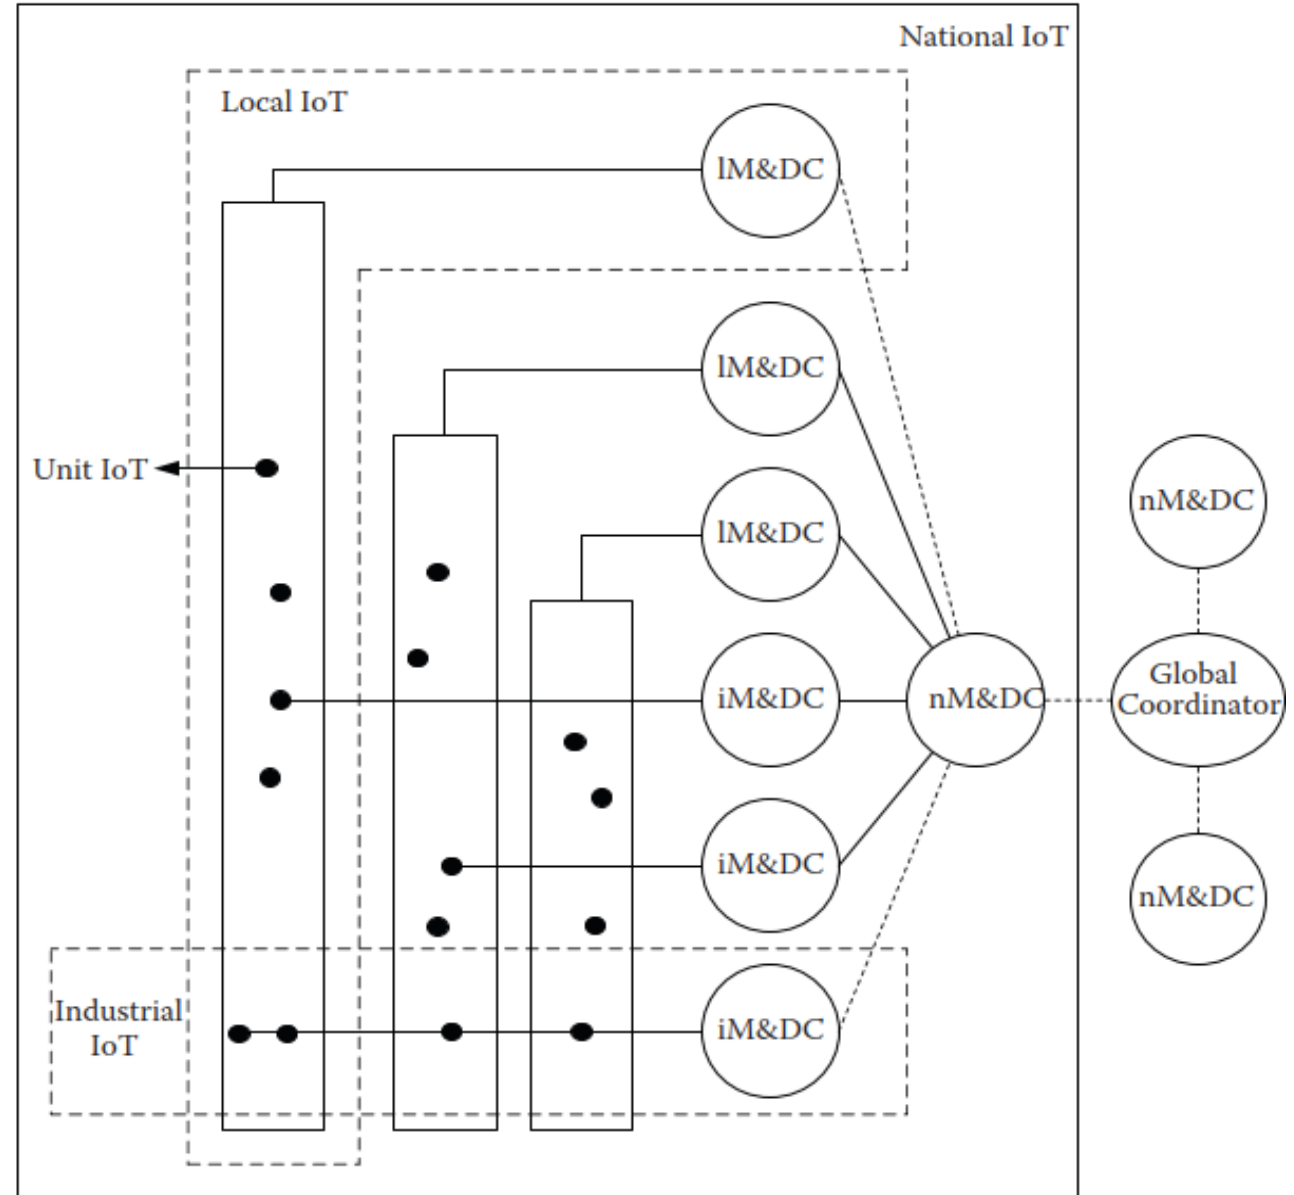 National IoT
Local IoT
lM&DC
lM&DC
Unit IoT
lM&DC
nM&DC
iM&DC
nM&DC
Global
Coordinator
iM&DC
nM&DC
Industrial
IoT
iM&DC